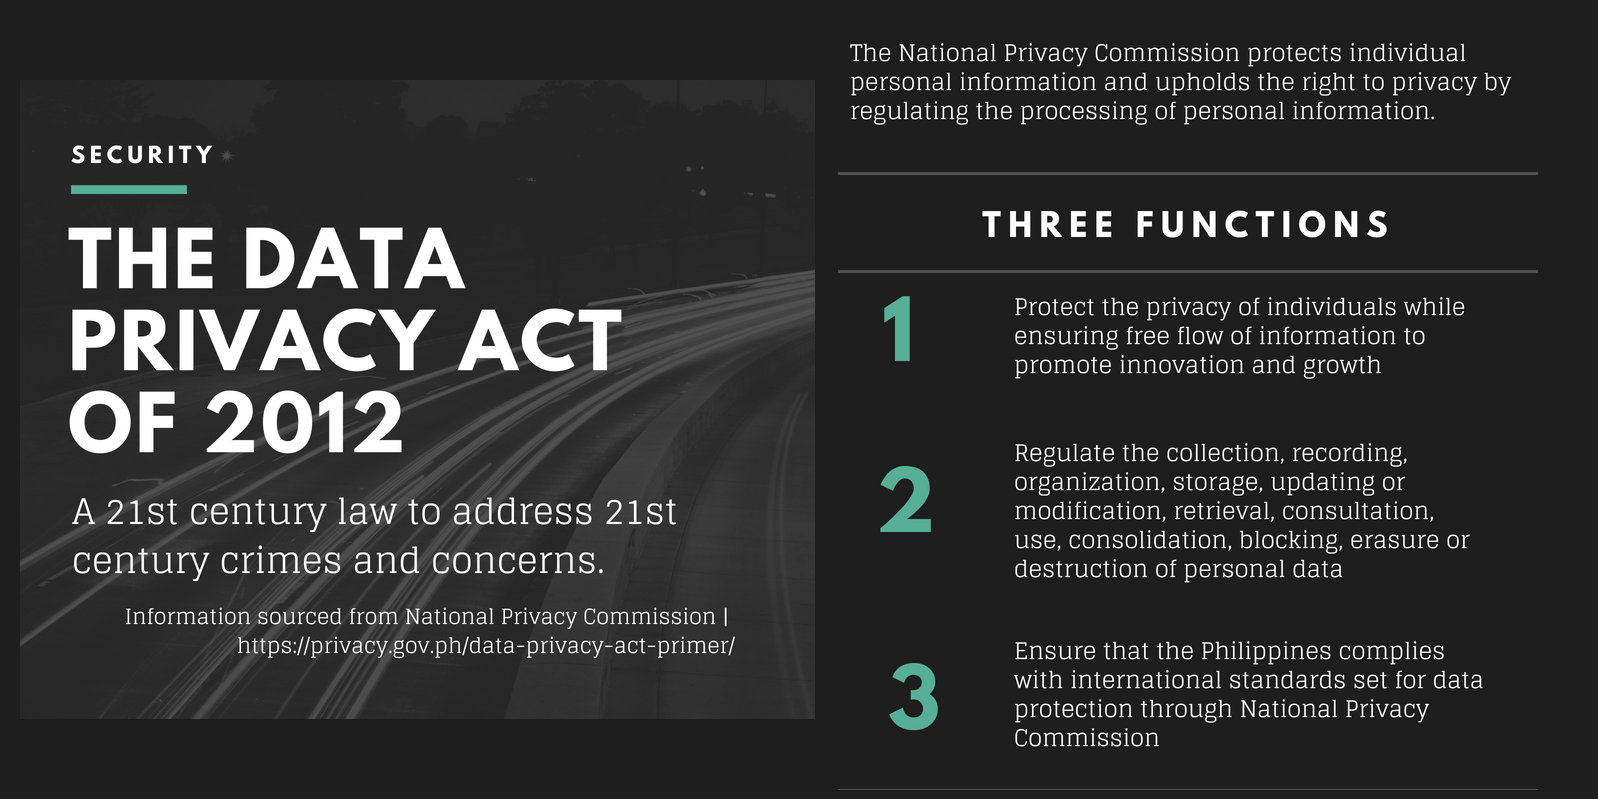 SECURITY
THE DATA
PRIVACY ACT
OF 2012
A 21st century law to address 21st
century crimes and concerns.
Information sourced from National Privacy Commission |
https://privacy.gov.ph/data-privacy-act-primer/
The National Privacy Commission protects individual
personal information and upholds the right to privacy by
regulating the processing of personal information.
THREE FUNCTIONS
1
Protect the privacy of individuals while
ensuring free flow of information to
promote innovation and growth
2
Regulate the collection, recording,
organization, storage, updating or
modification, retrieval, consultation,
use, consolidation, blocking, erasure or
destruction of personal data
3
Ensure that the Philippines complies
with international standards set for data
protection through National Privacy
Commission